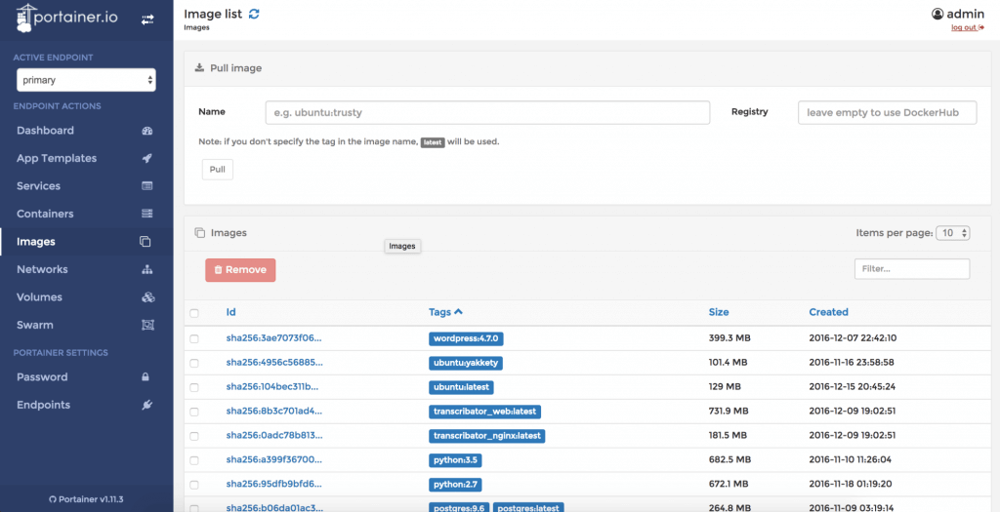 portainer.io
Image list
Images
admin
log out
ACTIVE ENDPOINT
primary
ENDPOINT ACTIONS
Dashboard
App Templates
Services
Containers
Images
Networks
Volumes
Swarm
PORTAINER SETTINGS
Password
Endpoints
Portainer v1.11.3
Pull image
Name e.g. ubuntu:trusty Registry leave empty to use DockerHub
Note: if you don't specify the tag in the image name, latest will be used.
Pull
Images Items per page: 10
Images
Remove Filter...
Id Tags Size Created
sha256:3ae7073f06... wordpress:4.7.0 399.3 MB 2016-12-07 22:42:10
sha256:4956c56885... ubuntu:yakkety 101.4 MB 2016-11-16 23:58:58
sha256:104bec311b... ubuntu:latest 129 MB 2016-12-15 20:45:24
sha256:8b3c701ad4... transcribator_web:latest 731.9 MB 2016-12-09 19:02:51
sha256:0adc78b813... transcribator_nginx:latest 181.5 MB 2016-12-09 19:02:51
sha256:a399f36700... python:3.5 682.5 MB 2016-11-10 11:26:04
sha256:95dfb9bfd6... python:2.7 672.1 MB 2016-11-18 01:19:20
sha256:b06da01ac3... postgres:9.6 postgres:latest 264.8 MB 2016-11-09 03:19:14